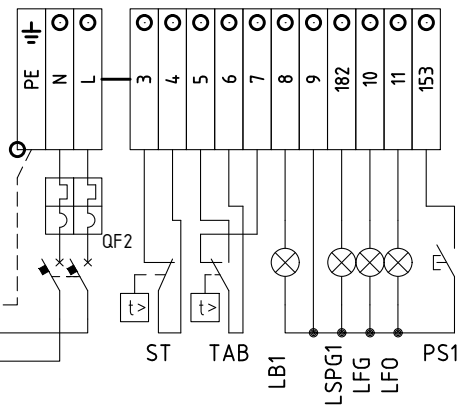 PE
N
L
3
4
5
6
7
8
9
182
10
11
153
QF2
t>
t>
ST
TAB
LB1
LSPG1
LFG
LFO
PS1